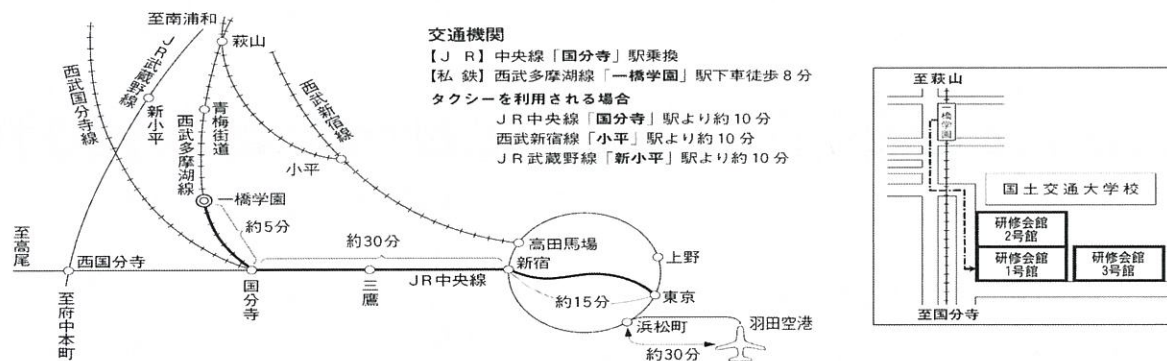 至南浦和
萩山
JR武蔵野線
新小平
西武国分寺線
青梅街道
西武多摩湖線
西武新宿線
小平
一橋学園
約5分
約30分
至高尾
西国分寺
至府中本町
国分寺
三鷹
JR中央線
高田馬場
新宿
上野
東京
約15分
浜松町
羽田空港
約30分
交通機関
【J R】中央線「国分寺」駅乗換
【私 鉄】西武多摩湖線「一橋学園」駅下車徒歩8分
タクシーを利用される場合
JR中央線「国分寺」駅より約10分
西武新宿線「小平」駅より約10分
JR武蔵野線「新小平」駅より約10分
至萩山
一橋学園
国土交通大学校
研修会館
2号館
研修会館
1号館
研修会館
3号館
至国分寺